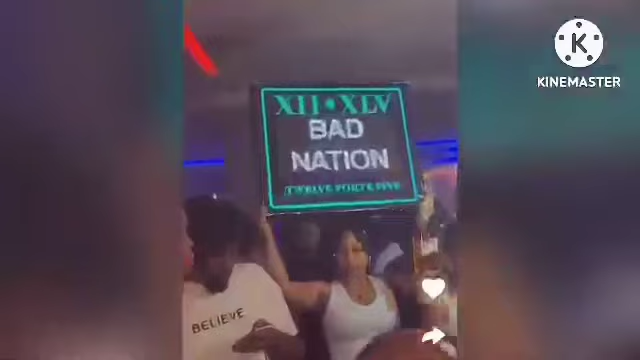 XII•XLV
BAD
NATION
TWELVE FORTY FIVE
BELIEVE
K
KINEMASTER